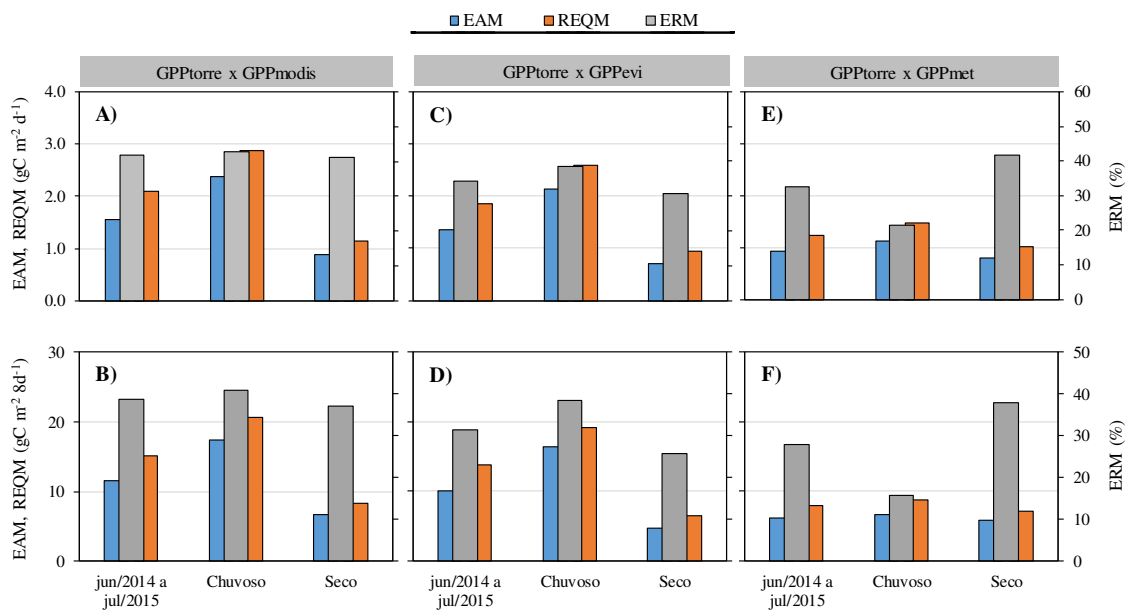 EAM REQM ERM
GPPtorre x GPPmodis GPPtorre x GPPevi GPPtorre x GPPmet
EAM, REQM (gC m⁻² d⁻¹)
4.0
3.0
2.0
1.0
0.0
A)
C)
E)
60
50
40
30
20
10
0
ERM (%)
EAM, REQM (gC m⁻² 8d⁻¹)
30
20
10
0
B)
D)
F)
50
40
30
20
10
0
ERM (%)
jun/2014 a
jul/2015
Chuvoso
Seco
jun/2014 a
jul/2015
Chuvoso
Seco
jun/2014 a
jul/2015
Chuvoso
Seco